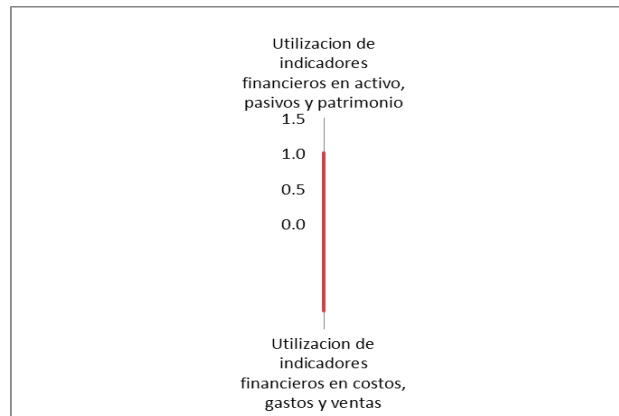 Utilizacion de
indicadores
financieros en activo,
pasivos y patrimonio
1.5
1.0
0.5
0.0
Utilizacion de
indicadores
financieros en costos,
gastos y ventas